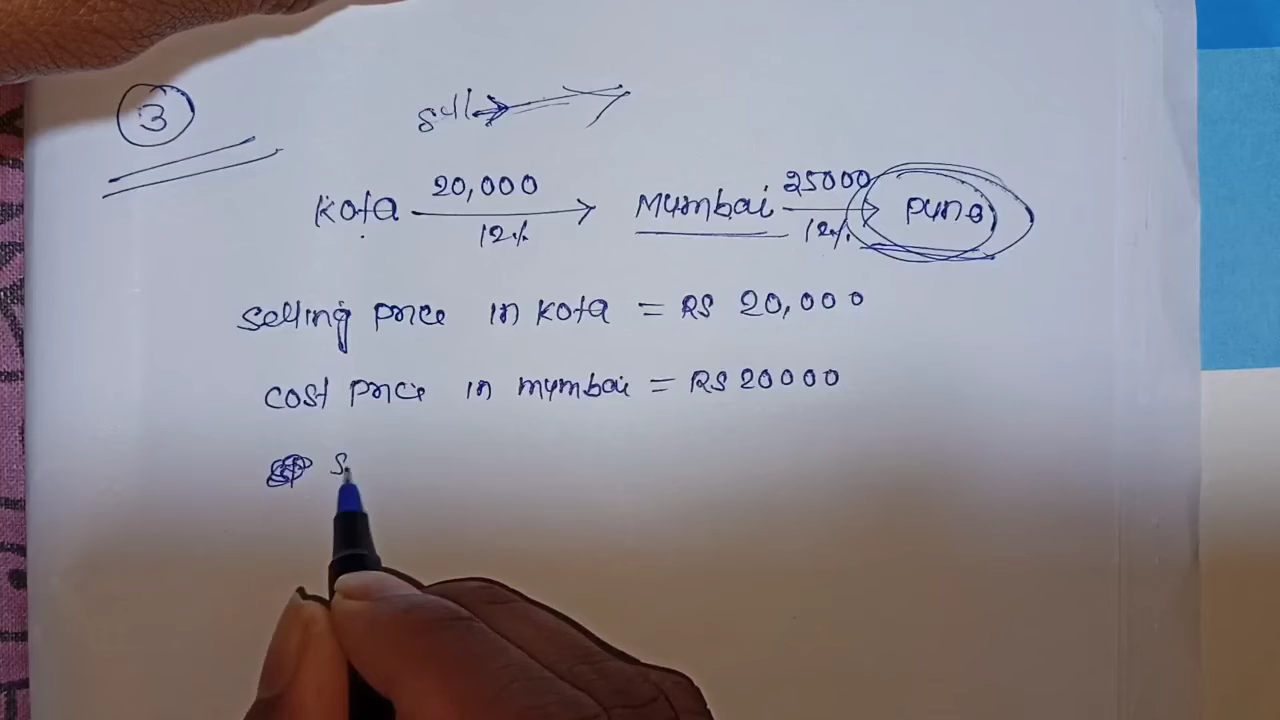 3
sell
Kota 20,000 12% Mumbai 25000 12% Pune
Selling price in Kota = RS 20,000
cost price in mumbai = RS 20000
S